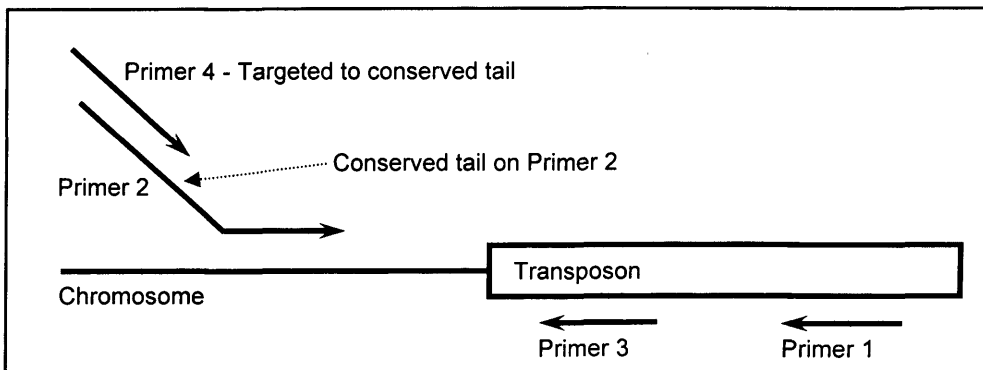 Primer 4 - Targeted to conserved tail
Conserved tail on Primer 2
Primer 2
Transposon
Chromosome
Primer 3
Primer 1